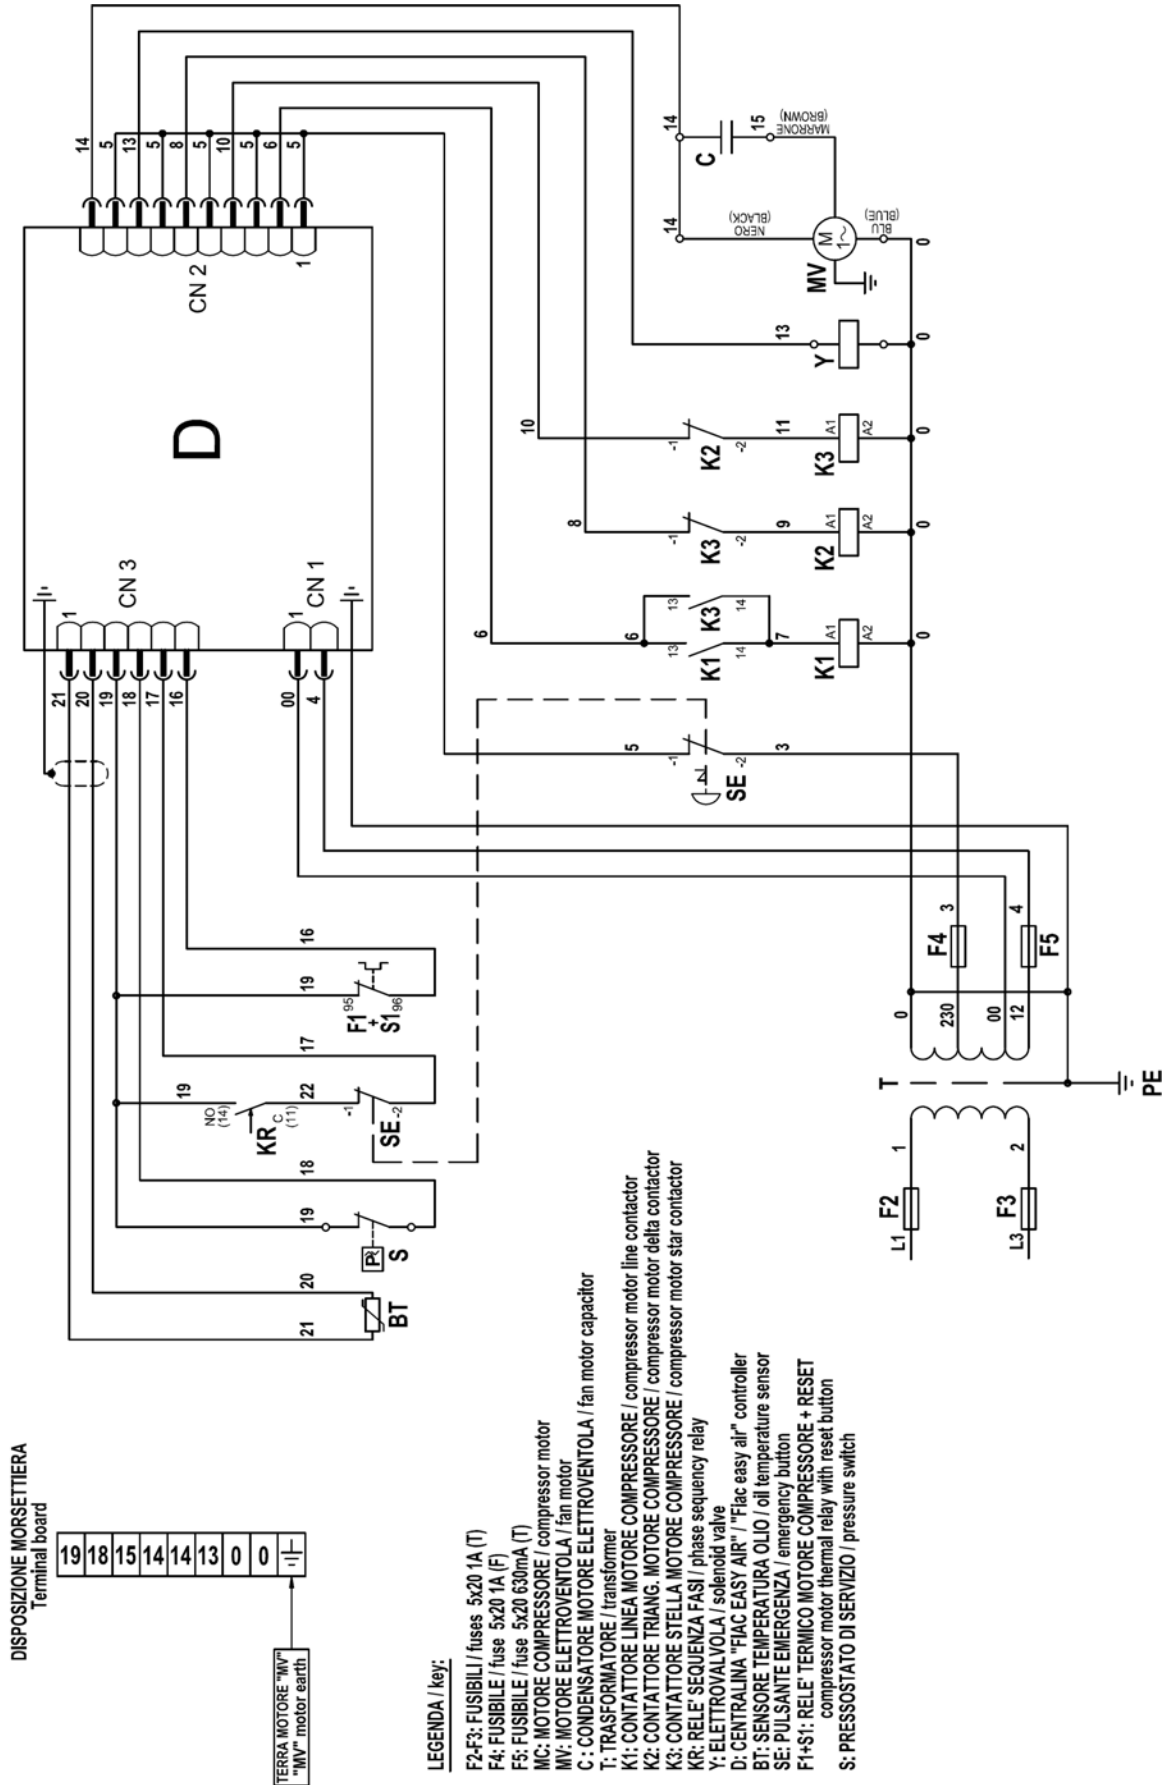 DISPOSIZIONE MORSETTIERA
Terminal board
19 18 15 14 14 13 0 0
TERRA MOTORE "MV"
"MV" motor earth
LEGENDA / key:
F2-F3: FUSIBILI / fuses 5x20 1A (T)
F4: FUSIBILE / fuse 5x20 1A (F)
F5: FUSIBILE / fuse 5x20 630mA (T)
MC: MOTORE COMPRESSORE / compressor motor
MV: MOTORE ELETTROVENTOLA / fan motor
C : CONDENSATORE MOTORE ELETTROVENTOLA / fan motor capacitor
T: TRASFORMATORE / transformer
K1: CONTATTORE LINEA MOTORE COMPRESSORE / compressor motor line contactor
K2: CONTATTORE TRIANG. MOTORE COMPRESSORE / compressor motor delta contactor
K3: CONTATTORE STELLA MOTORE COMPRESSORE / compressor motor star contactor
KR: RELE' SEQUENZA FASI / phase sequency relay
Y: ELETTROVALVOLA / solenoid valve
D: CENTRALINA "FIAC EASY AIR" / "Fiac easy air" controller
BT: SENSORE TEMPERATURA OLIO / oil temperature sensor
SE: PULSANTE EMERGENZA / emergency button
F1+S1: RELE' TERMICO MOTORE COMPRESSORE + RESET
compressor motor thermal relay with reset button
S: PRESSOSTATO DI SERVIZIO / pressure switch
D
CN 3
1
21
20
19
18
17
16
CN 1
1
00
4
CN 2
1
14
5
13
5
8
5
10
5
6
5
21
20
BT
19
18
P
S
19
NO
(14)
KR
C
(11)
22
17
-1
SE
-2
19
16
95
F1
+
S1
96
L1
F2
1
L3
F3
2
T
PE
0
230
00
12
F4
3
F5
4
5
-1
SE
-2
3
6
6
13
K1
14
13
K3
14
7
A1
K1
A2
0
8
-1
K3
-2
9
A1
K2
A2
0
10
-1
K2
-2
11
A1
K3
A2
0
13
Y
0
14
14
NERO
(BLACK)
C
15
MARRONE
(BROWN)
MV
M
1~
BLU
(BLUE)
0